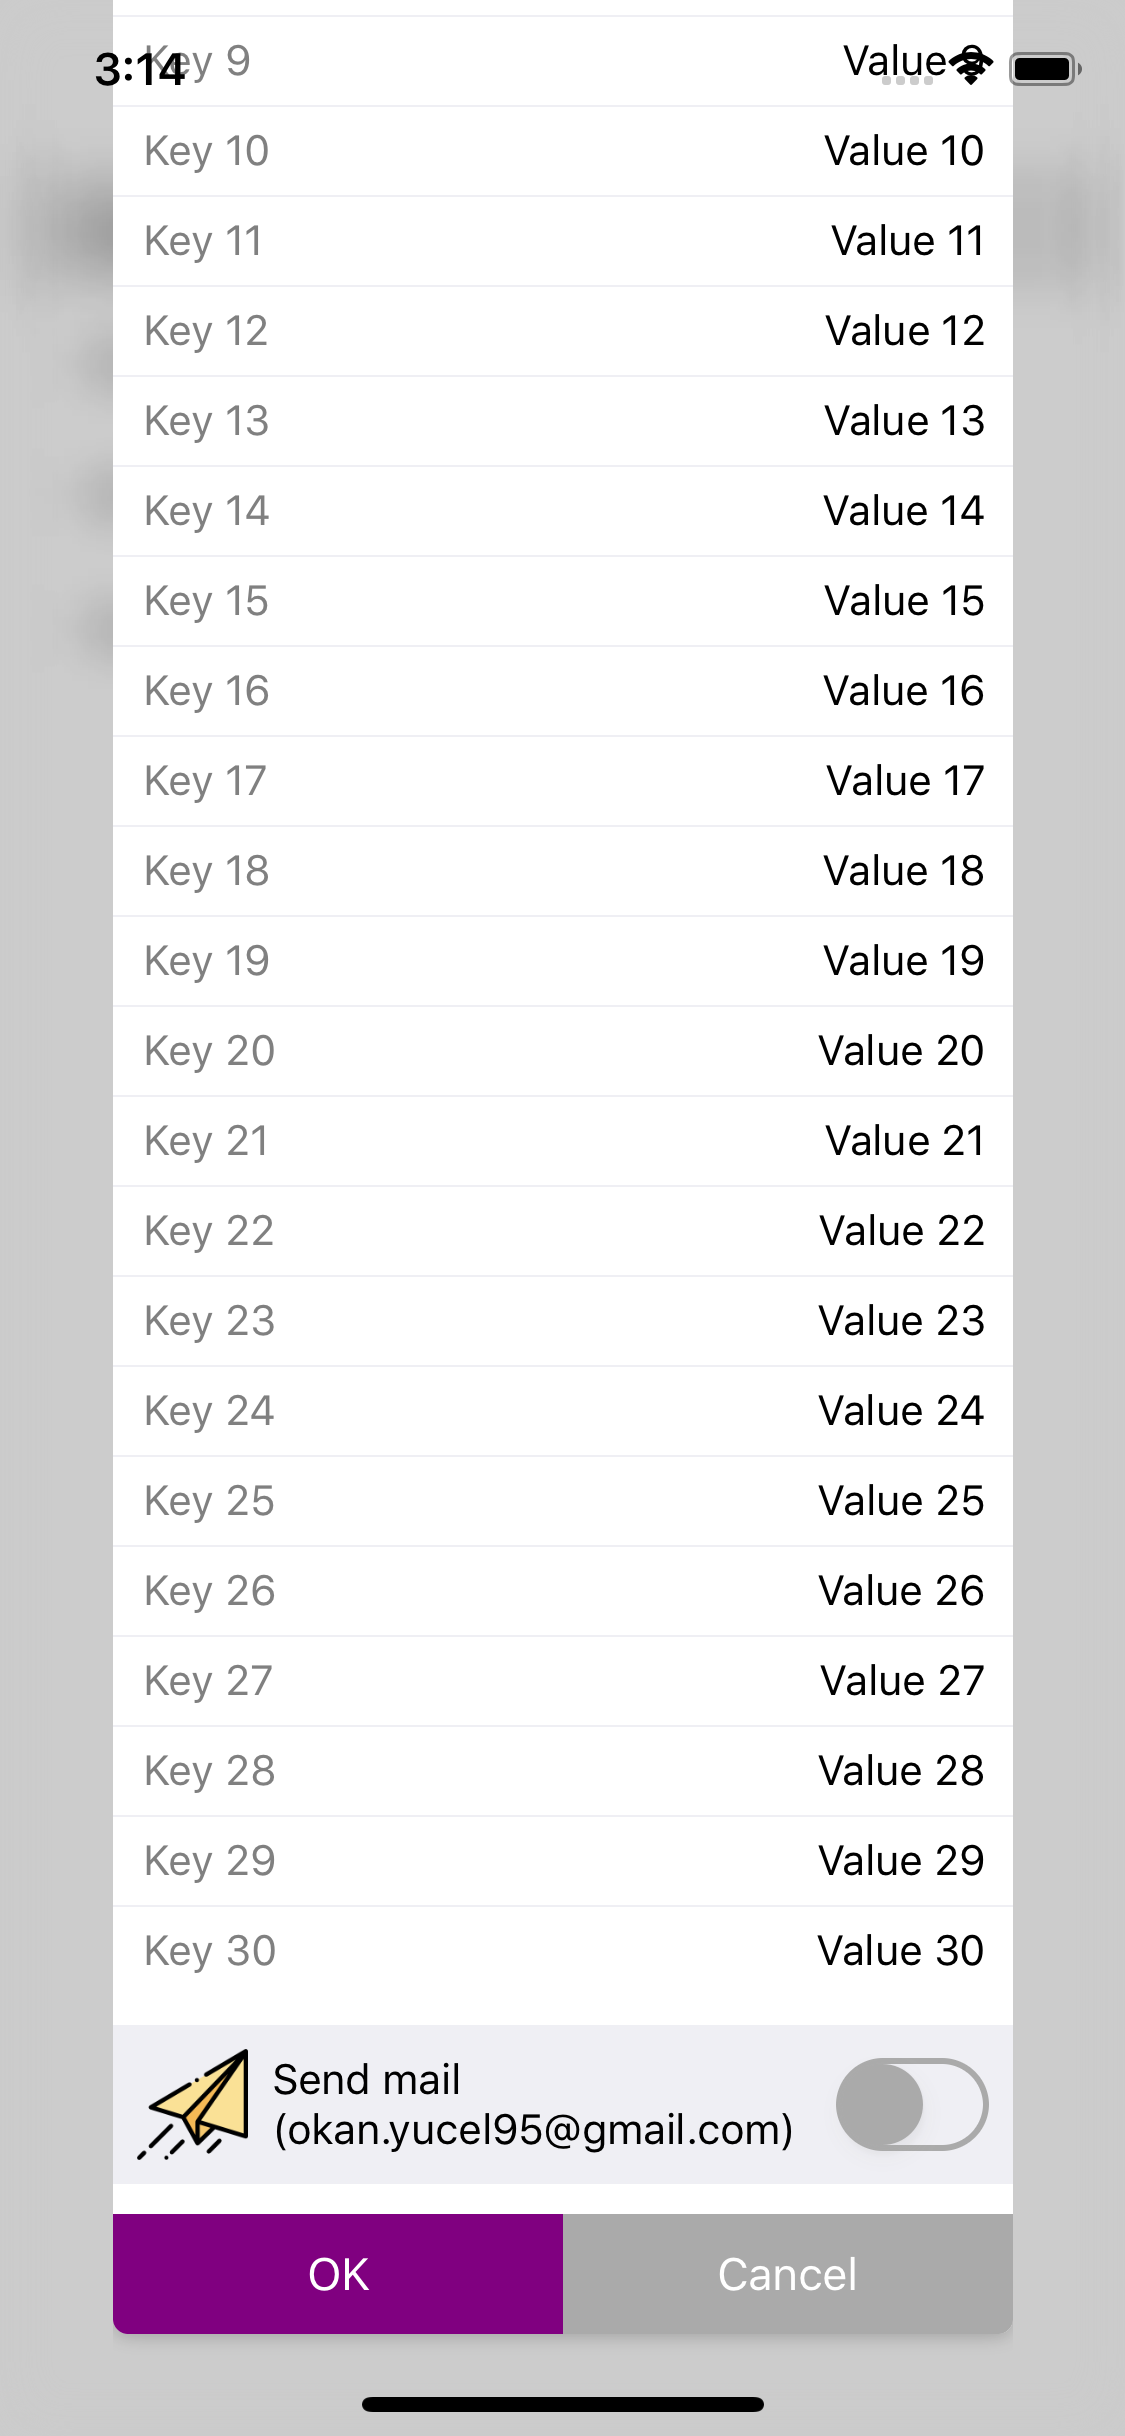 3:14
Key 9 Value 9
Key 10 Value 10
Key 11 Value 11
Key 12 Value 12
Key 13 Value 13
Key 14 Value 14
Key 15 Value 15
Key 16 Value 16
Key 17 Value 17
Key 18 Value 18
Key 19 Value 19
Key 20 Value 20
Key 21 Value 21
Key 22 Value 22
Key 23 Value 23
Key 24 Value 24
Key 25 Value 25
Key 26 Value 26
Key 27 Value 27
Key 28 Value 28
Key 29 Value 29
Key 30 Value 30
Send mail
(okan.yucel95@gmail.com)
OK Cancel